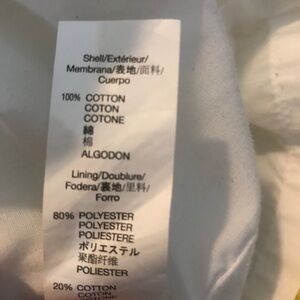 Shell/Extérieur/
Membrana/表地/面料/
Cuerpo
100% COTTON
COTON
COTONE
綿
棉
ALGODON
Lining/Doublure/
Fodera/裏地/里料/
Forro
80% POLYESTER
POLYESTER
POLIESTERE
ポリエステル
聚酯纤维
POLIESTER
20% COTTON
COTON